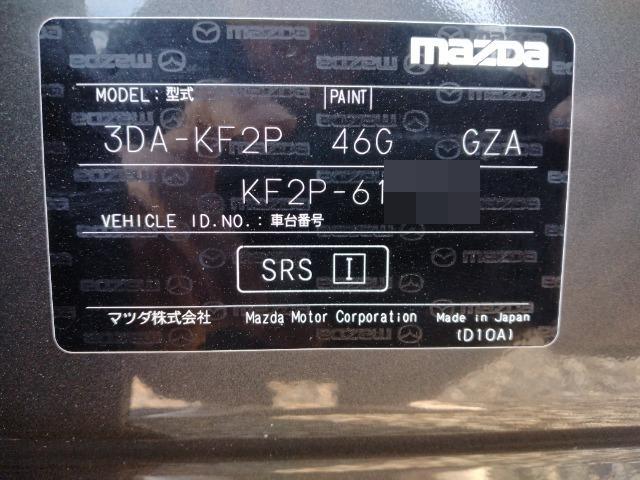 mazda
MODEL：型式 PAINT
3DA-KF2P 46G GZA
KF2P-61
VEHICLE ID.NO.：車台番号
SRS I
マツダ株式会社 Mazda Motor Corporation Made in Japan
(D10A)